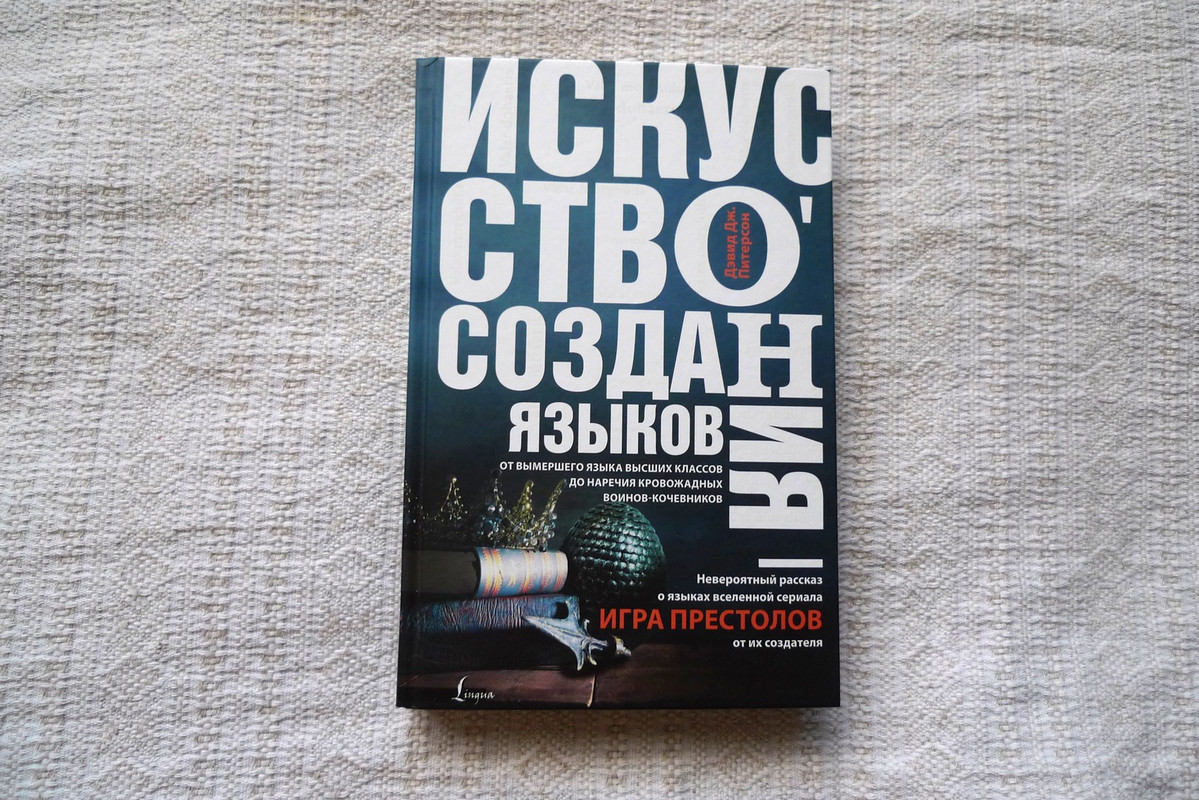 ИСКУС
СТВО
Дэвид Дж.
Питерсон
СОЗДАН
ИЯ
ЯЗЫКОВ
ОТ ВЫМЕРШЕГО ЯЗЫКА ВЫСШИХ КЛАССОВ
ДО НАРЕЧИЯ КРОВОЖАДНЫХ
ВОИНОВ-КОЧЕВНИКОВ
Невероятный рассказ
о языках вселенной сериала
ИГРА ПРЕСТОЛОВ
от их создателя
Lingua